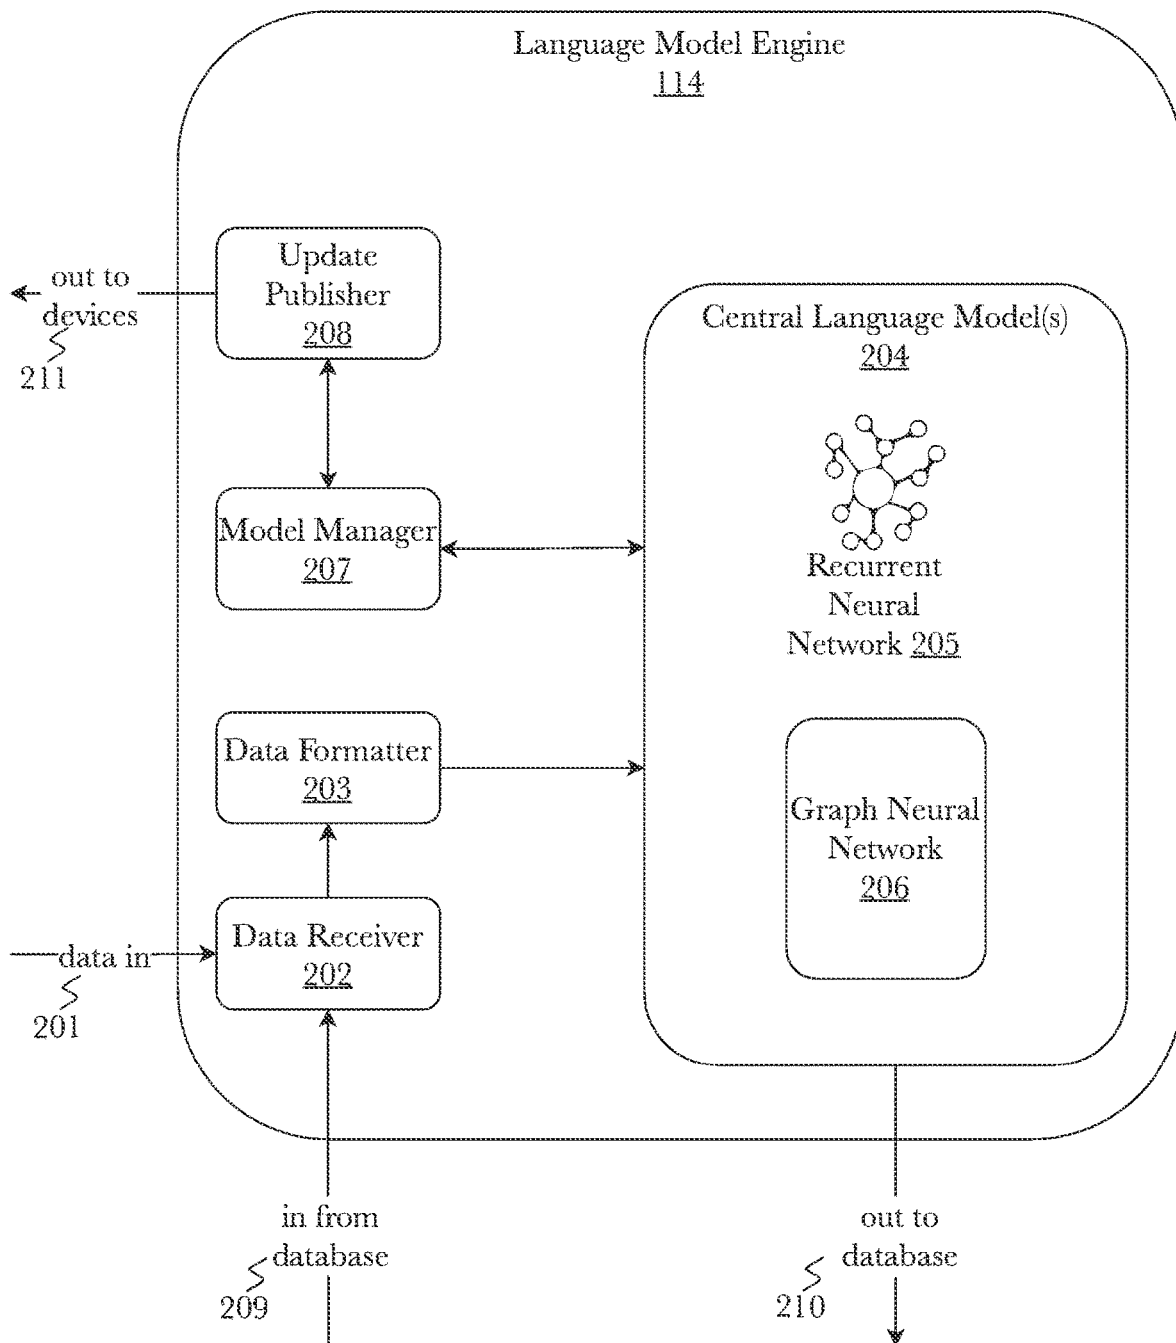 Language Model Engine
114
Update
Publisher
208
out to
devices
211
Central Language Model(s)
204
Model Manager
207
Recurrent
Neural
Network 205
Data Formatter
203
Graph Neural
Network
206
Data Receiver
202
data in
201
in from
database
209
out to
database
210